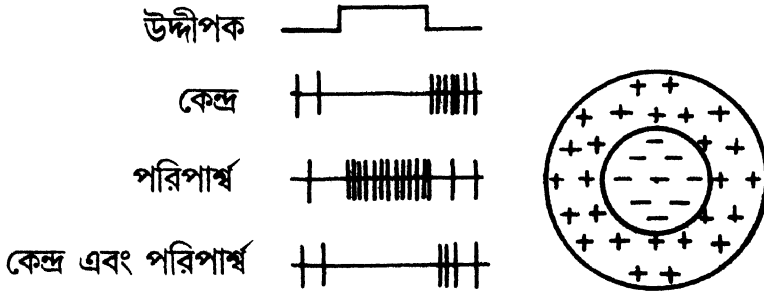 উদ্দীপক
কেন্দ্র
পরিপার্শ্ব
কেন্দ্র এবং পরিপার্শ্ব